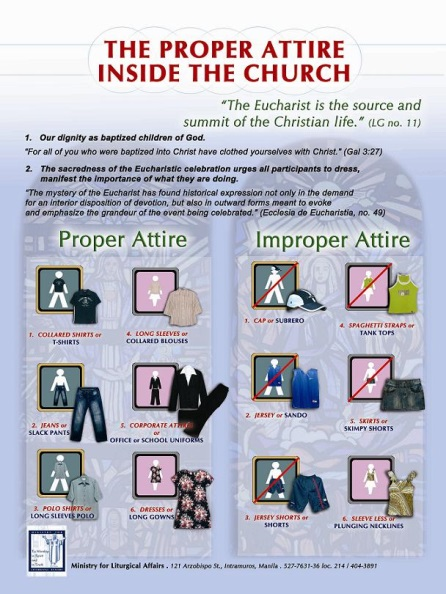 THE PROPER ATTIRE
INSIDE THE CHURCH
“The Eucharist is the source and
summit of the Christian life.” (LG no. 11)
1. Our dignity as baptized children of God.
“For all of you who were baptized into Christ have clothed yourselves with Christ.” (Gal 3:27)
2. The sacredness of the Eucharistic celebration urges all participants to dress,
manifest the importance of what they are doing.
“The mystery of the Eucharist has found historical expression not only in the demand
for an interior disposition of devotion, but also in outward forms meant to evoke
and emphasize the grandeur of the event being celebrated.” (Ecclesia de Eucharistia, no. 49)
Proper Attire
1. COLLARED SHIRTS or
T-SHIRTS
4. LONG SLEEVES or
COLLARED BLOUSES
2. JEANS or
SLACK PANTS
5. CORPORATE ATTIRE
or
OFFICE or SCHOOL UNIFORMS
3. POLO SHIRTS or
LONG SLEEVES POLO
6. DRESSES or
LONG GOWNS
Improper Attire
1. CAP or SUBRERO
4. SPAGHETTI STRAPS or
TANK TOPS
2. JERSEY or SANDO
5. SKIRTS or
SKIMPY SHORTS
3. JERSEY SHORTS or
SHORTS
6. SLEEVE LESS or
PLUNGING NECKLINES
Ministry for Liturgical Affairs . 121 Arzobispo St., Intramuros, Manila . 527-7631-36 loc. 214 / 404-3891